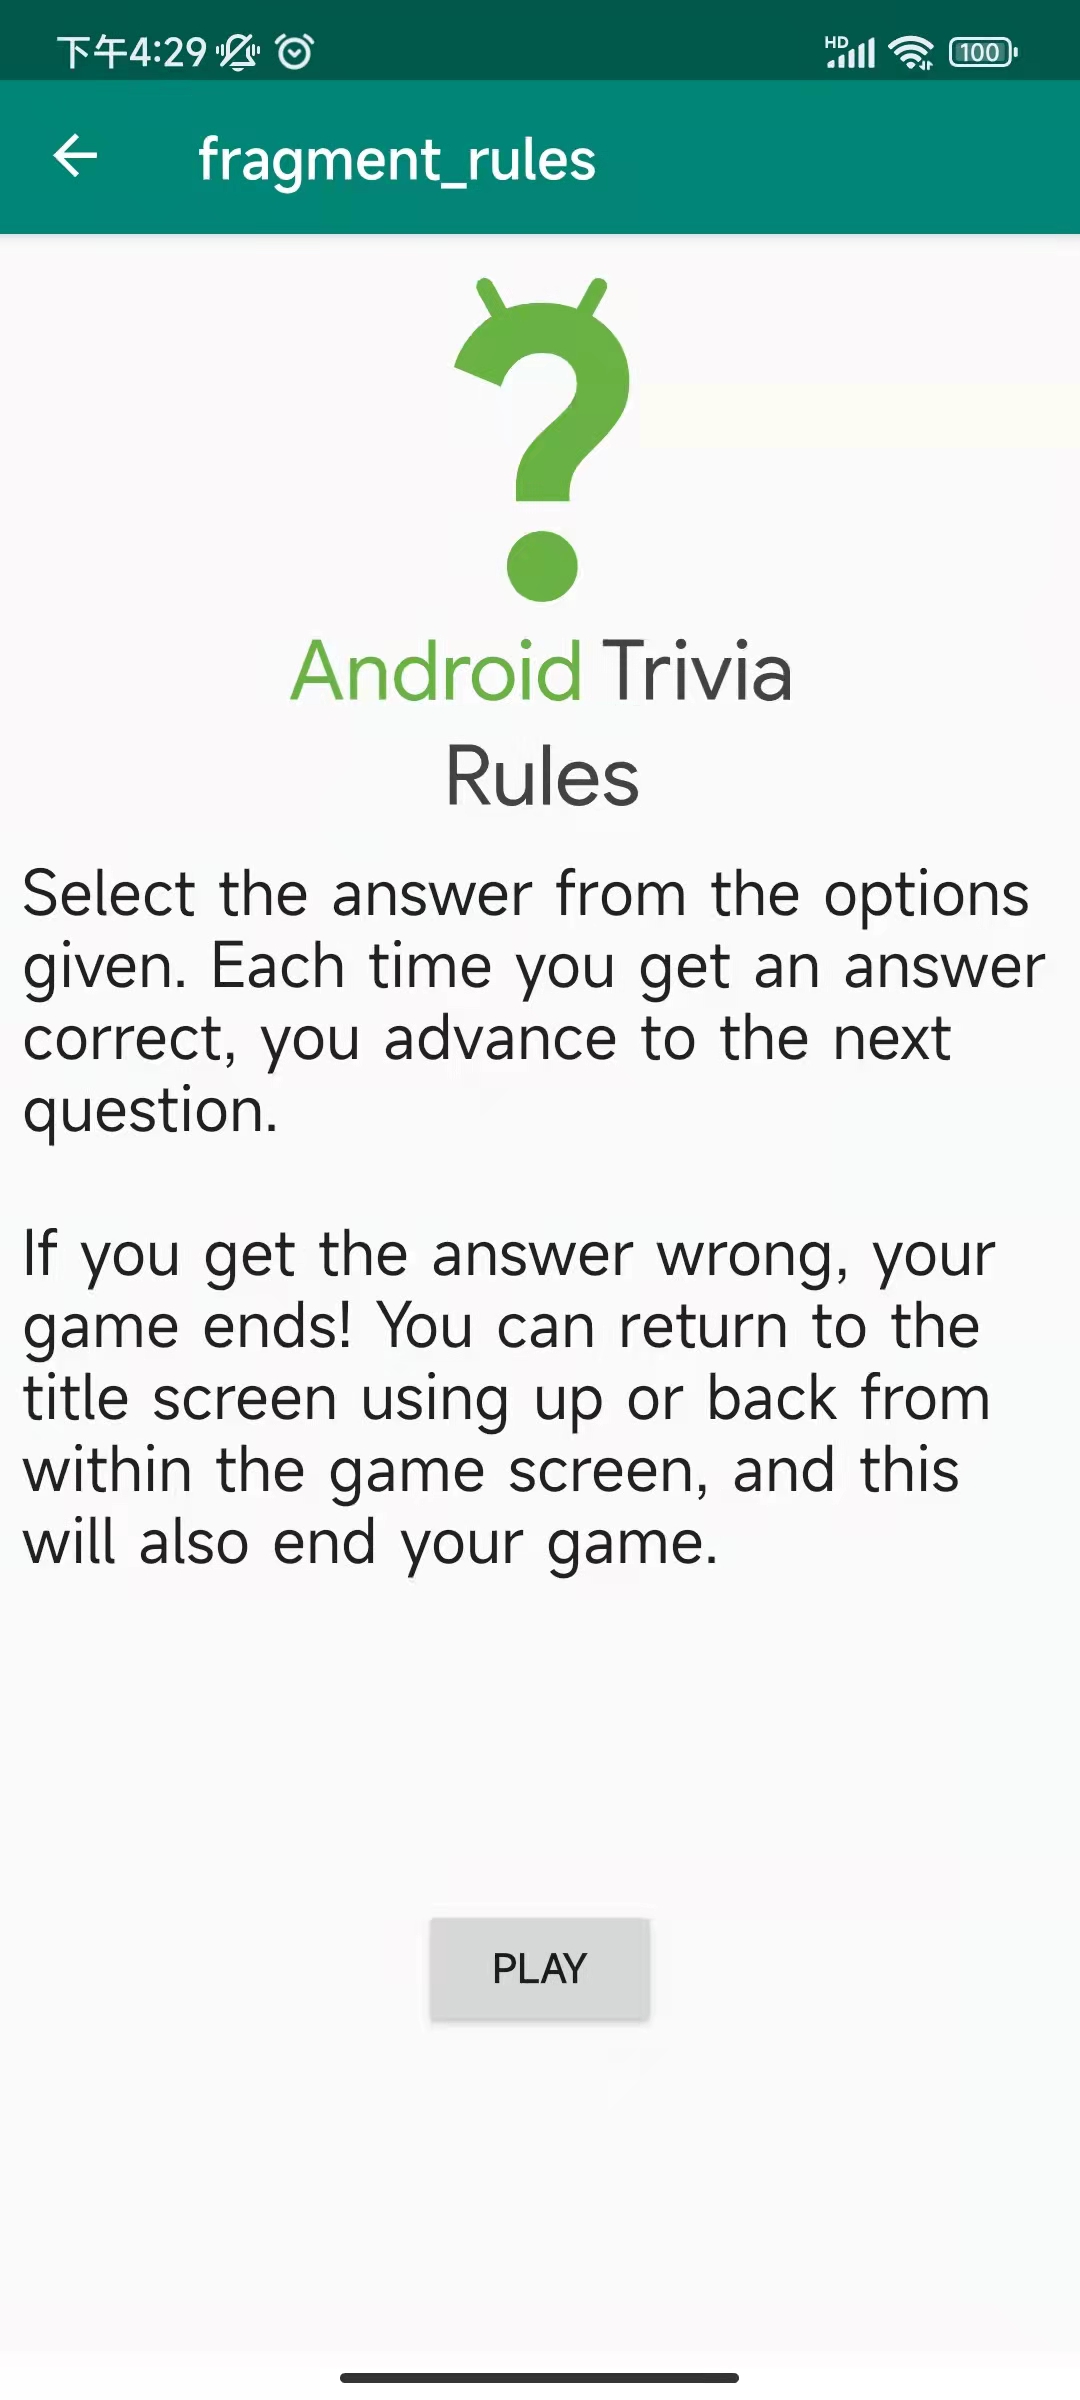 下午4:29 HD 100
fragment_rules
Android Trivia
Rules
Select the answer from the options
given. Each time you get an answer
correct, you advance to the next
question.
If you get the answer wrong, your
game ends! You can return to the
title screen using up or back from
within the game screen, and this
will also end your game.
PLAY